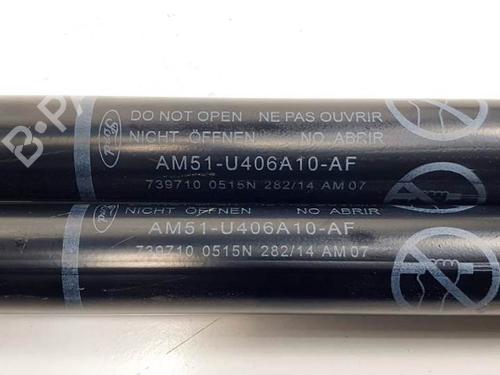 DO NOT OPEN NE PAS OUVRIR
NICHT ÖFFNEN NO ABRIR
Ford
AM51-U406A10-AF
739710 0515N 282/14 AM 07
NICHT ÖFFNEN NO ABRIR
AM51-U406A10-AF
739710 0515N 282/14 AM 07